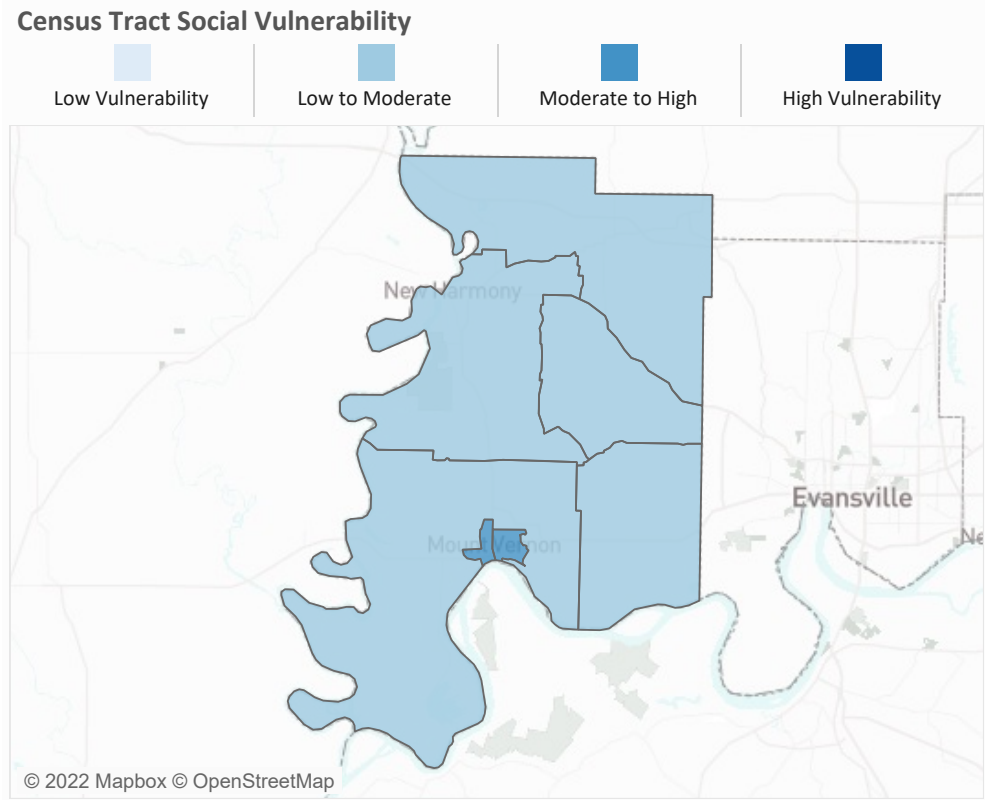 Census Tract Social Vulnerability
Low Vulnerability
Low to Moderate
Moderate to High
High Vulnerability
New Harmony
Evansville
Mount Vernon
© 2022 Mapbox © OpenStreetMap